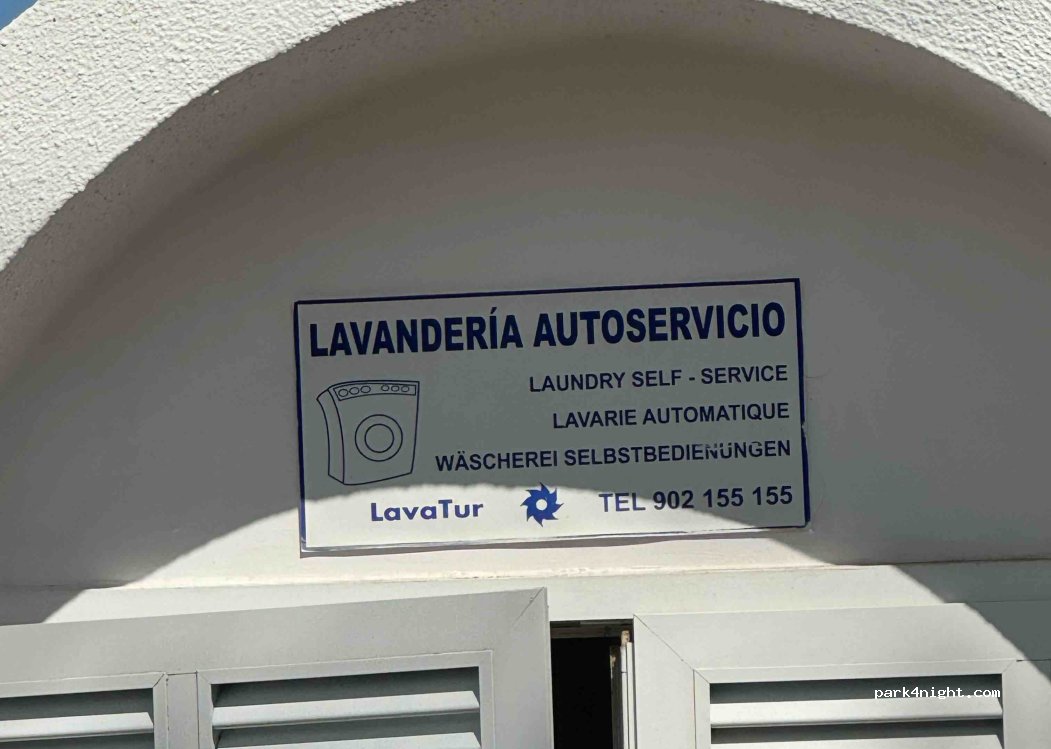 LAVANDERÍA AUTOSERVICIO
LAUNDRY SELF - SERVICE
LAVARIE AUTOMATIQUE
WÄSCHEREI SELBSTBEDIENUNGEN
LavaTur TEL 902 155 155
park4night.com